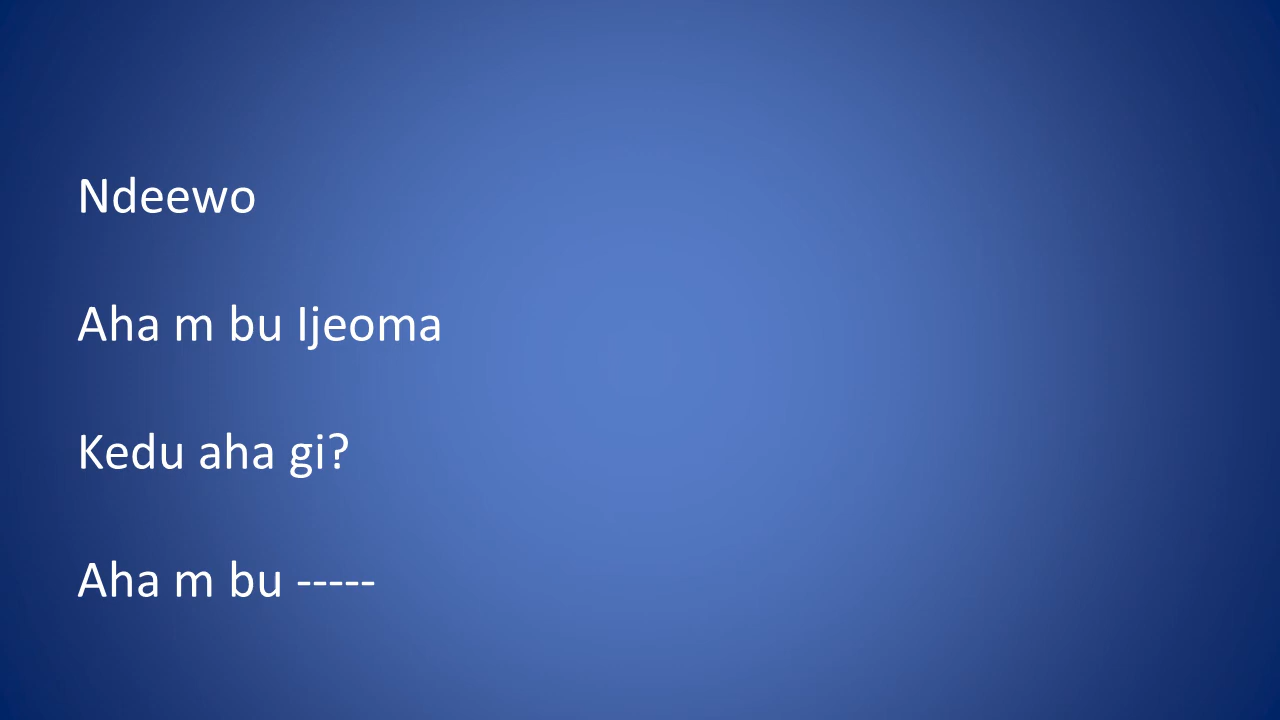 Ndeewo
Aha m bu Ijeoma
Kedu aha gi?
Aha m bu -----